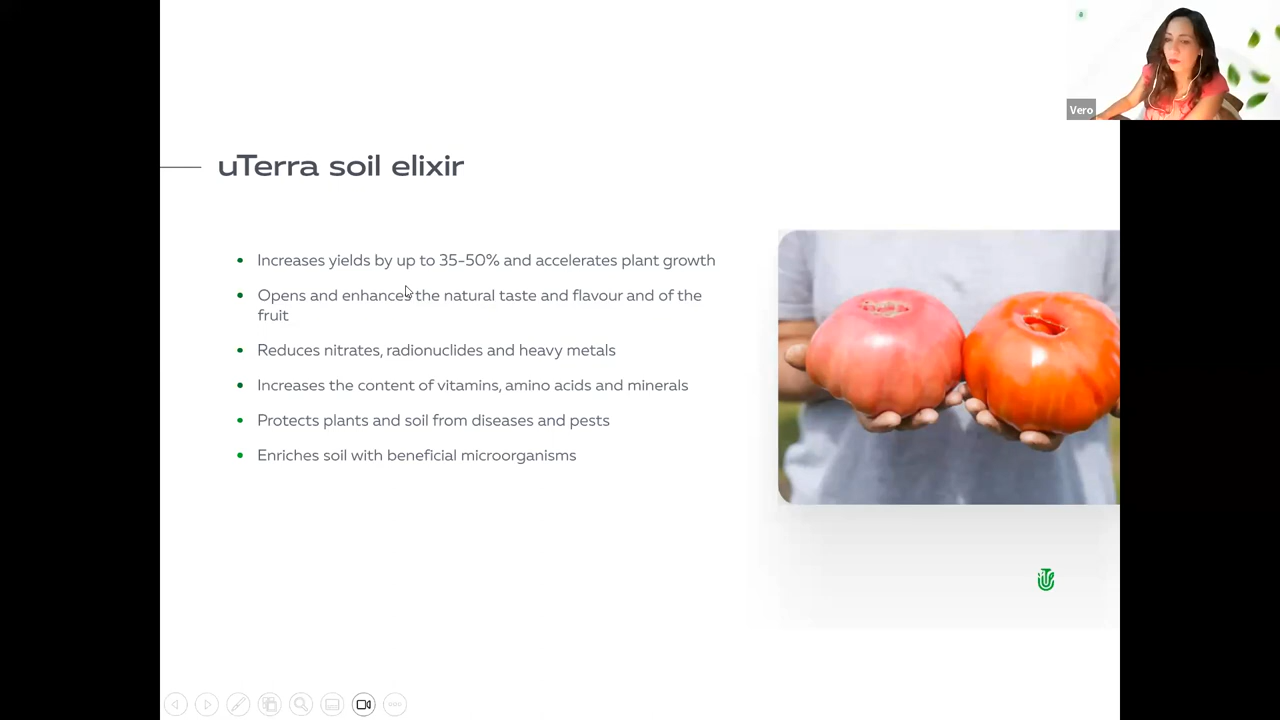 Vero
uTerra soil elixir
• Increases yields by up to 35-50% and accelerates plant growth
• Opens and enhances the natural taste and flavour and of the
fruit
• Reduces nitrates, radionuclides and heavy metals
• Increases the content of vitamins, amino acids and minerals
• Protects plants and soil from diseases and pests
• Enriches soil with beneficial microorganisms